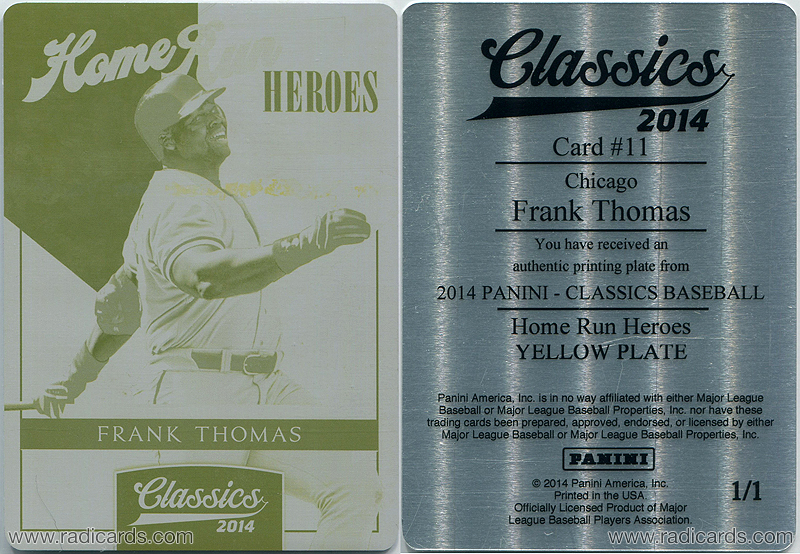 Home Run
HEROES
FRANK THOMAS
Classics
2014
www.radicards.com
Classics
2014
Card #11
Chicago
Frank Thomas
You have received an
authentic printing plate from
2014 PANINI - CLASSICS BASEBALL
Home Run Heroes
YELLOW PLATE
Panini America, Inc. is in no way affiliated with either Major League
Baseball or Major League Baseball Properties, Inc. nor have these
trading cards been prepared, approved, endorsed, or licensed by either
Major League Baseball or Major League Baseball Properties, Inc.
PANINI
© 2014 Panini America, Inc.
Printed in the USA.
Officially Licensed Product of Major
League Baseball Players Association.
1/1
www.radicards.com